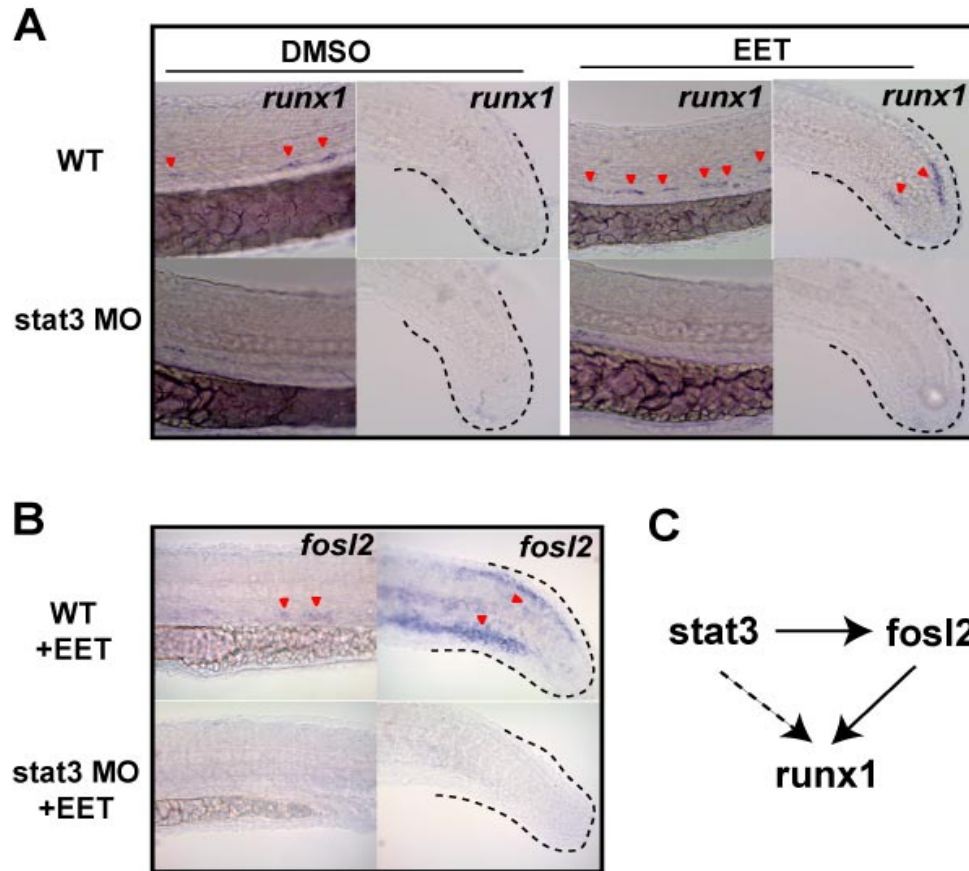 A
DMSO
EET
runx1
runx1
runx1
runx1
WT
stat3 MO
B
fosl2
fosl2
WT
+EET
stat3 MO
+EET
C
stat3
fosl2
runx1